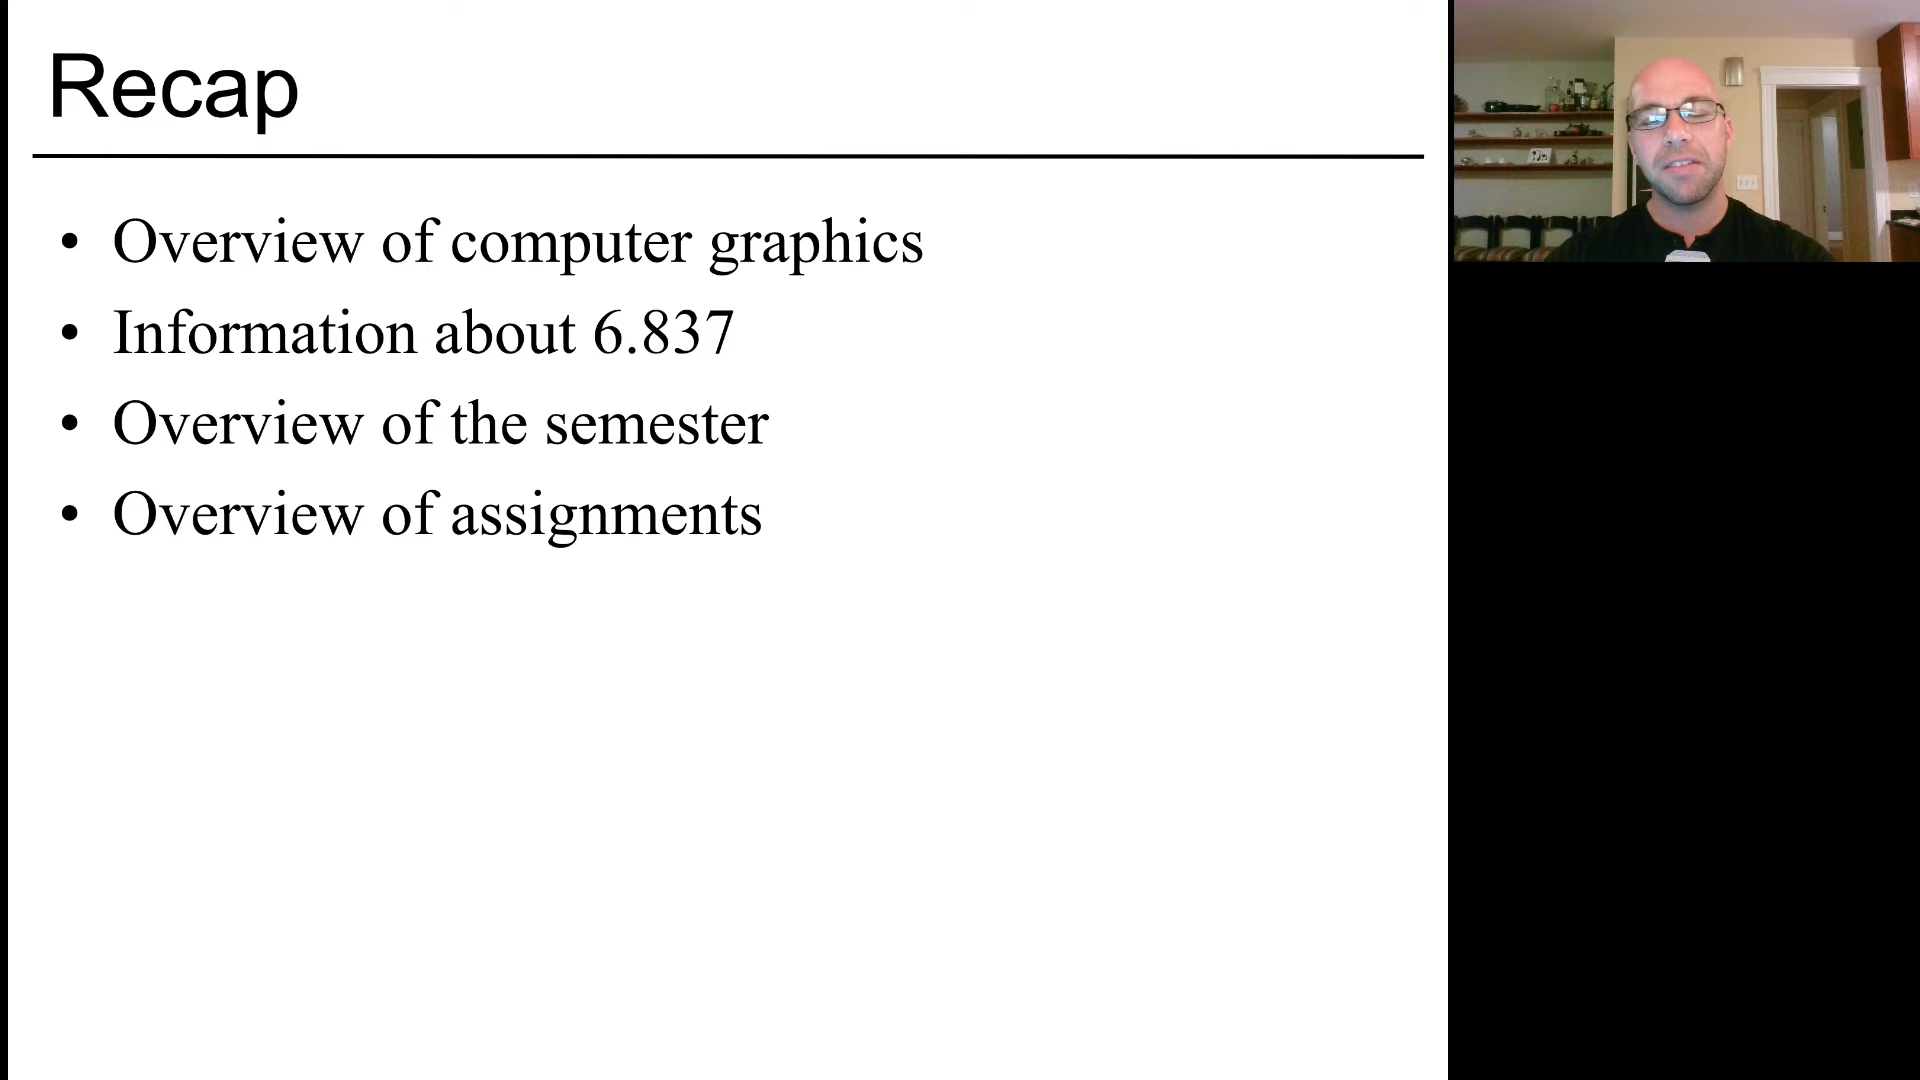 Recap
• Overview of computer graphics
• Information about 6.837
• Overview of the semester
• Overview of assignments